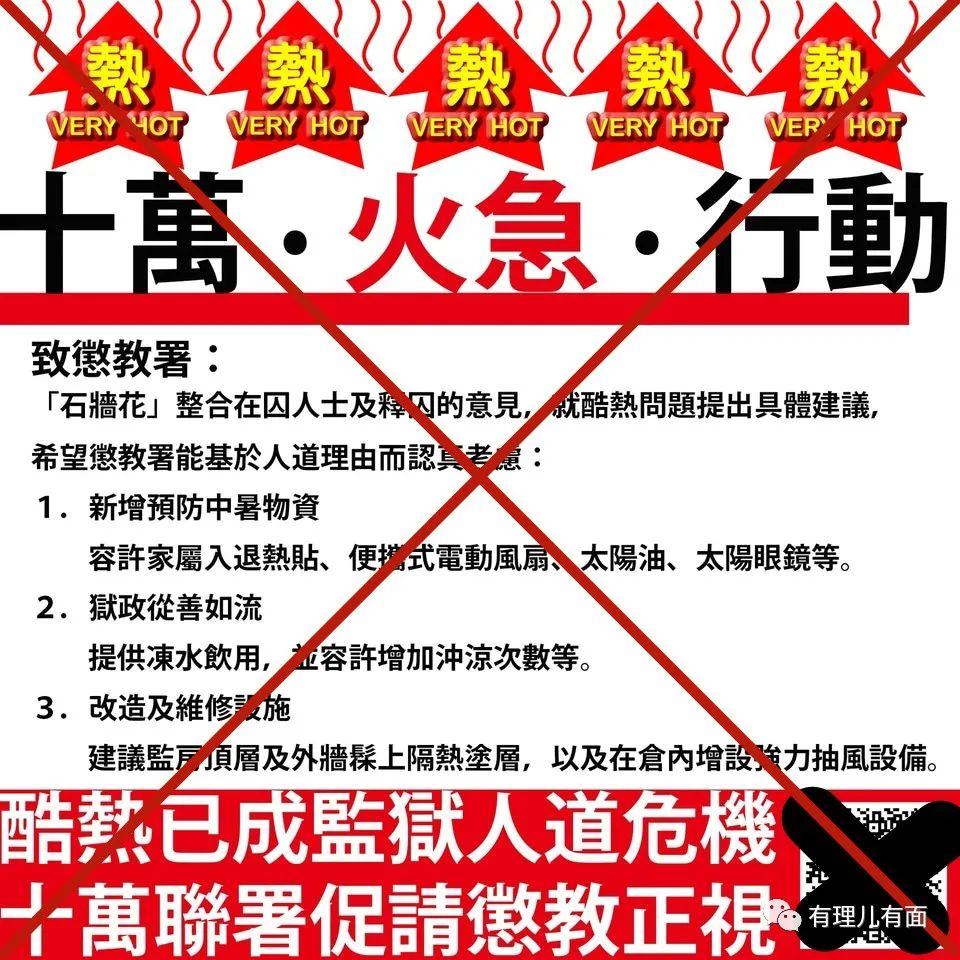 熱 熱 熱 熱 熱
VERY HOT VERY HOT VERY HOT VERY HOT VERY HOT
十萬·火急·行動
致懲教署：
「石牆花」整合在囚人士及釋囚的意見，就酷熱問題提出具體建議，
希望懲教署能基於人道理由而認真考慮：
1．新增預防中暑物資
容許家屬入退熱貼、便攜式電動風扇、太陽油、太陽眼鏡等。
2．獄政從善如流
提供凍水飲用，並容許增加沖涼次數等。
3．改造及維修設施
建議監房頂層及外牆髹上隔熱塗層，以及在倉內增設強力抽風設備。
酷熱已成監獄人道危機
十萬聯署促請懲教正視
有理儿有面